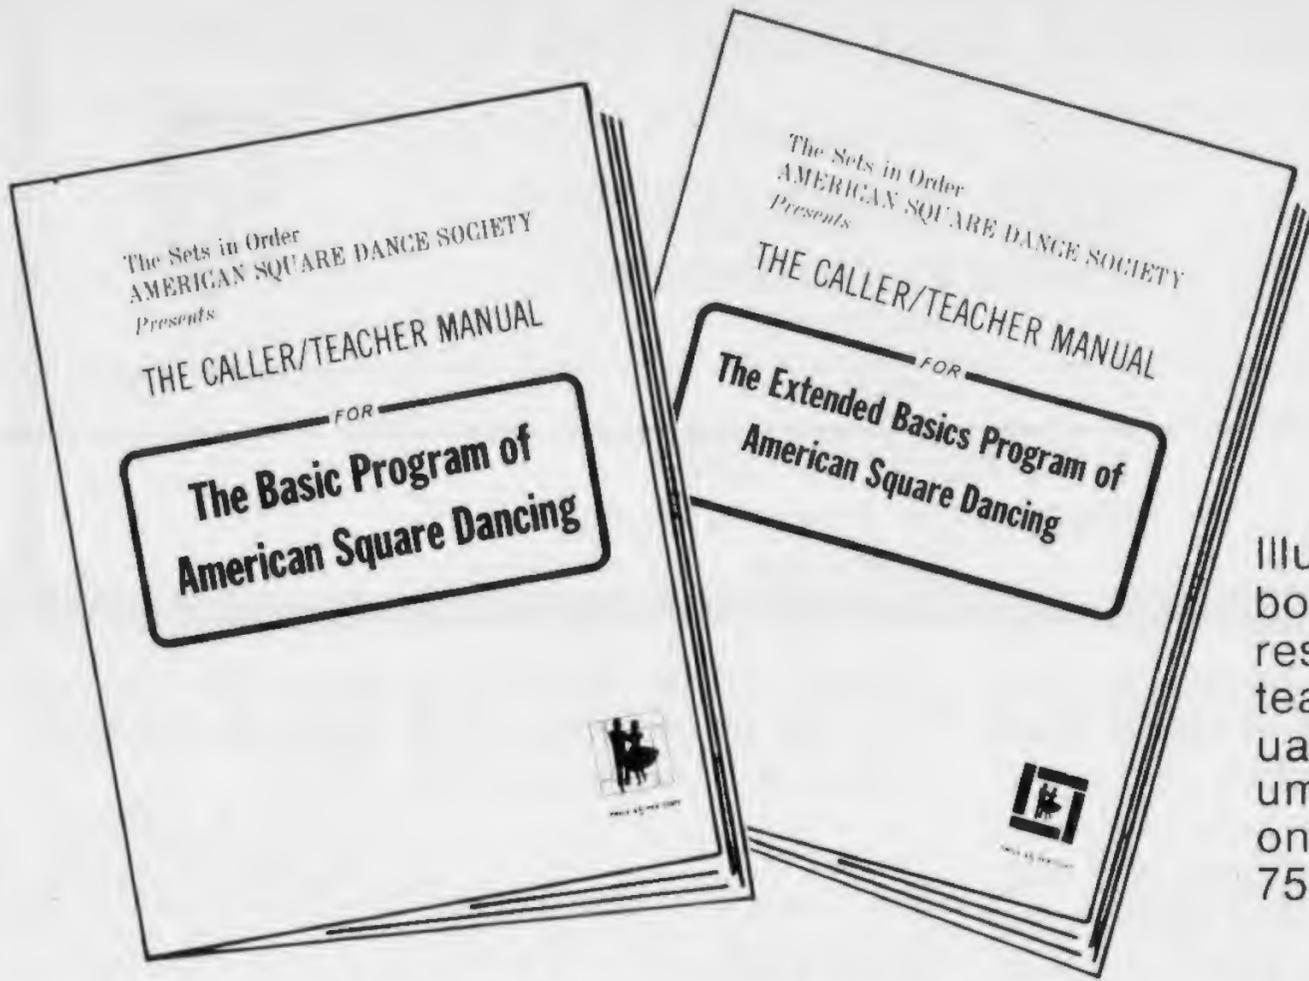 The Sets in Order
AMERICAN SQUARE DANCE SOCIETY
Presents
THE CALLER/TEACHER MANUAL
FOR
The Basic Program of
American Square Dancing
The Sets in Order
AMERICAN SQUARE DANCE SOCIETY
Presents
THE CALLER/TEACHER MANUAL
FOR
The Extended Basics Program of
American Square Dancing
Illu
bo
res
tea
ua
um
on
75